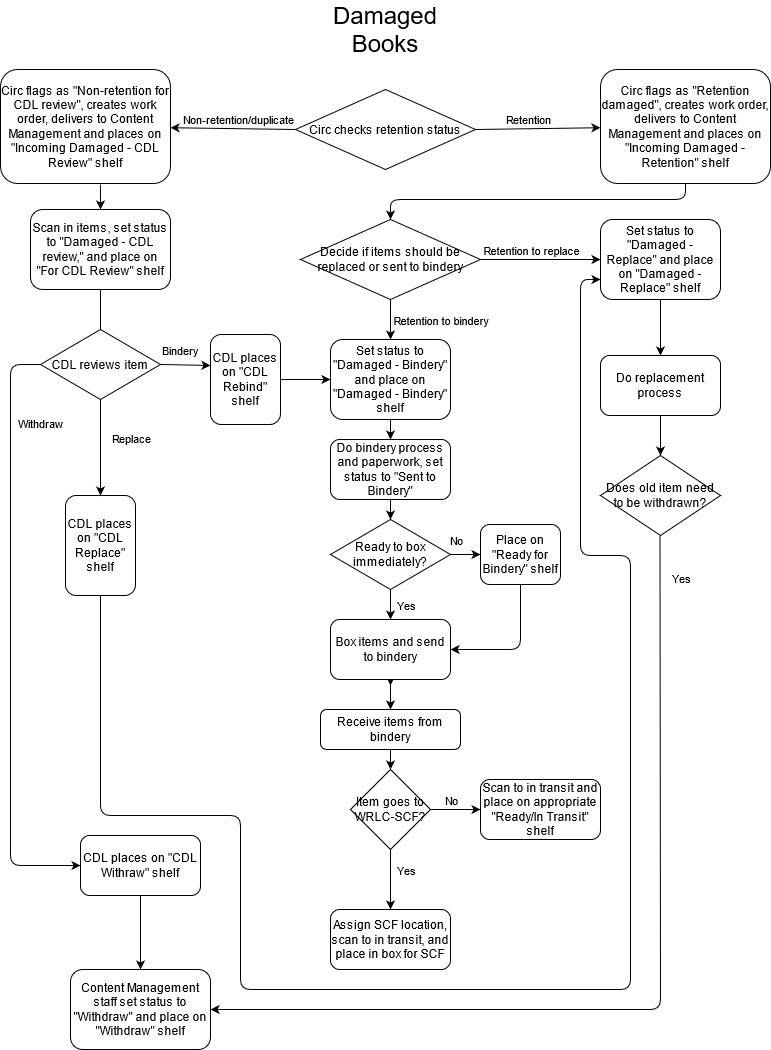 Damaged
Books
Circ flags as "Non-retention for
CDL review", creates work
order, delivers to Content
Management and places on
"Incoming Damaged - CDL
Review" shelf
Non-retention/duplicate
Circ checks retention status
Retention
Circ flags as "Retention
damaged", creates work order,
delivers to Content
Management and places on
"Incoming Damaged -
Retention" shelf
Scan in items, set status
to "Damaged - CDL
review," and place on
"For CDL Review" shelf
Decide if items should be
replaced or sent to bindery
Retention to replace
Set status to
"Damaged -
Replace" and place
on "Damaged -
Replace" shelf
Retention to bindery
CDL reviews item
Bindery
CDL places
on "CDL
Rebind"
shelf
Set status to
"Damaged - Bindery"
and place on
"Damaged - Bindery"
shelf
Do replacement
process
Withdraw
Replace
Do bindery process
and paperwork, set
status to "Sent to
Bindery"
Does old item need
to be withdrawn?
CDL places
on "CDL
Replace"
shelf
Ready to box
immediately?
No
Place on
"Ready for
Bindery" shelf
Yes
Yes
Box items and send
to bindery
Receive items from
bindery
Item goes to
WRLC-SCF?
No
Scan to in transit and
place on appropriate
"Ready/In Transit"
shelf
Yes
CDL places on "CDL
Withraw" shelf
Assign SCF location,
scan to in transit, and
place in box for SCF
Content Management
staff set status to
"Withdraw" and place on
"Withdraw" shelf